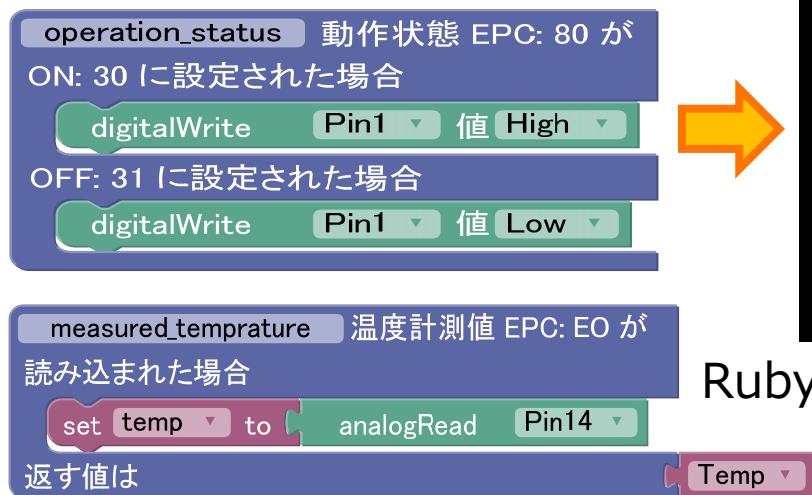 operation_status 動作状態 EPC: 80 が
ON: 30 に設定された場合
digitalWrite Pin1 値 High
OFF: 31 に設定された場合
digitalWrite Pin1 値 Low
measured_temprature 温度計測値 EPC: EO が
読み込まれた場合
Ruby
set temp to analogRead Pin14
返す値は Temp